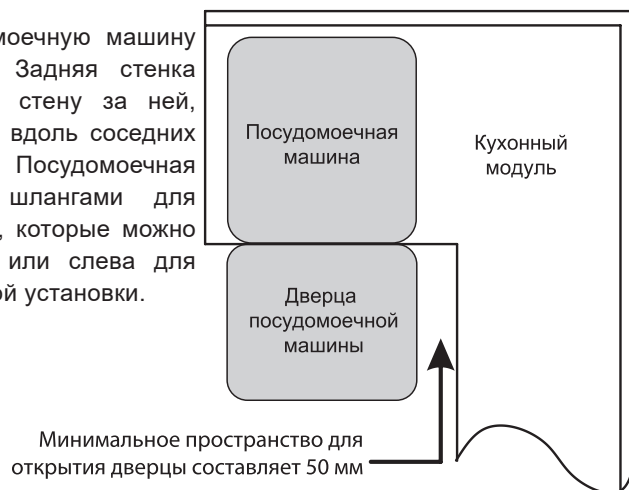 моечную машину
Задняя стенка
стену за ней,
вдоль соседних
Посудомоечная
шлангами для
, которые можно
или слева для
ой установки.
Посудомоечная
машина
Кухонный
модуль
Дверца
посудомоечной
машины
Минимальное пространство для
открытия дверцы составляет 50 мм